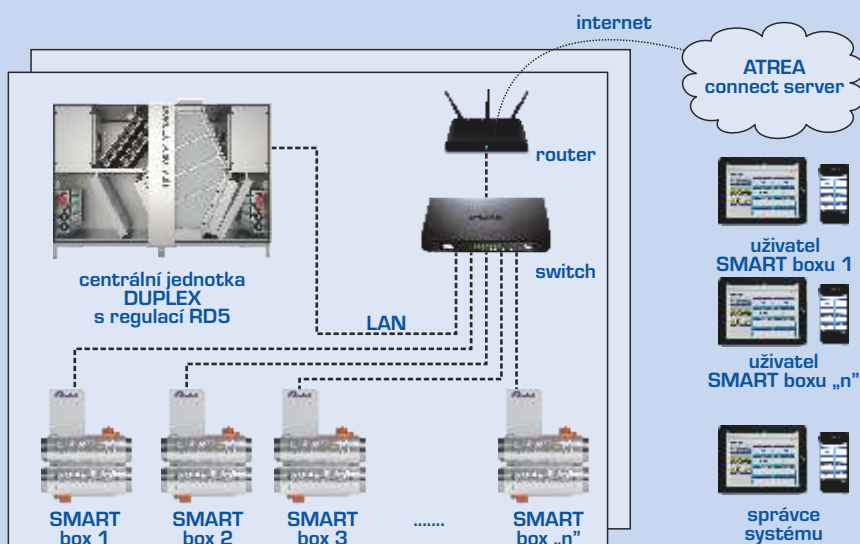 internet
ATREA
connect server
router
switch
centrální jednotka
DUPLEX
s regulací RD5
LAN
uživatel
SMART boxu 1
uživatel
SMART boxu „n”
SMART
box 1
SMART
box 2
SMART
box 3
.......
SMART
box „n”
správce
systému